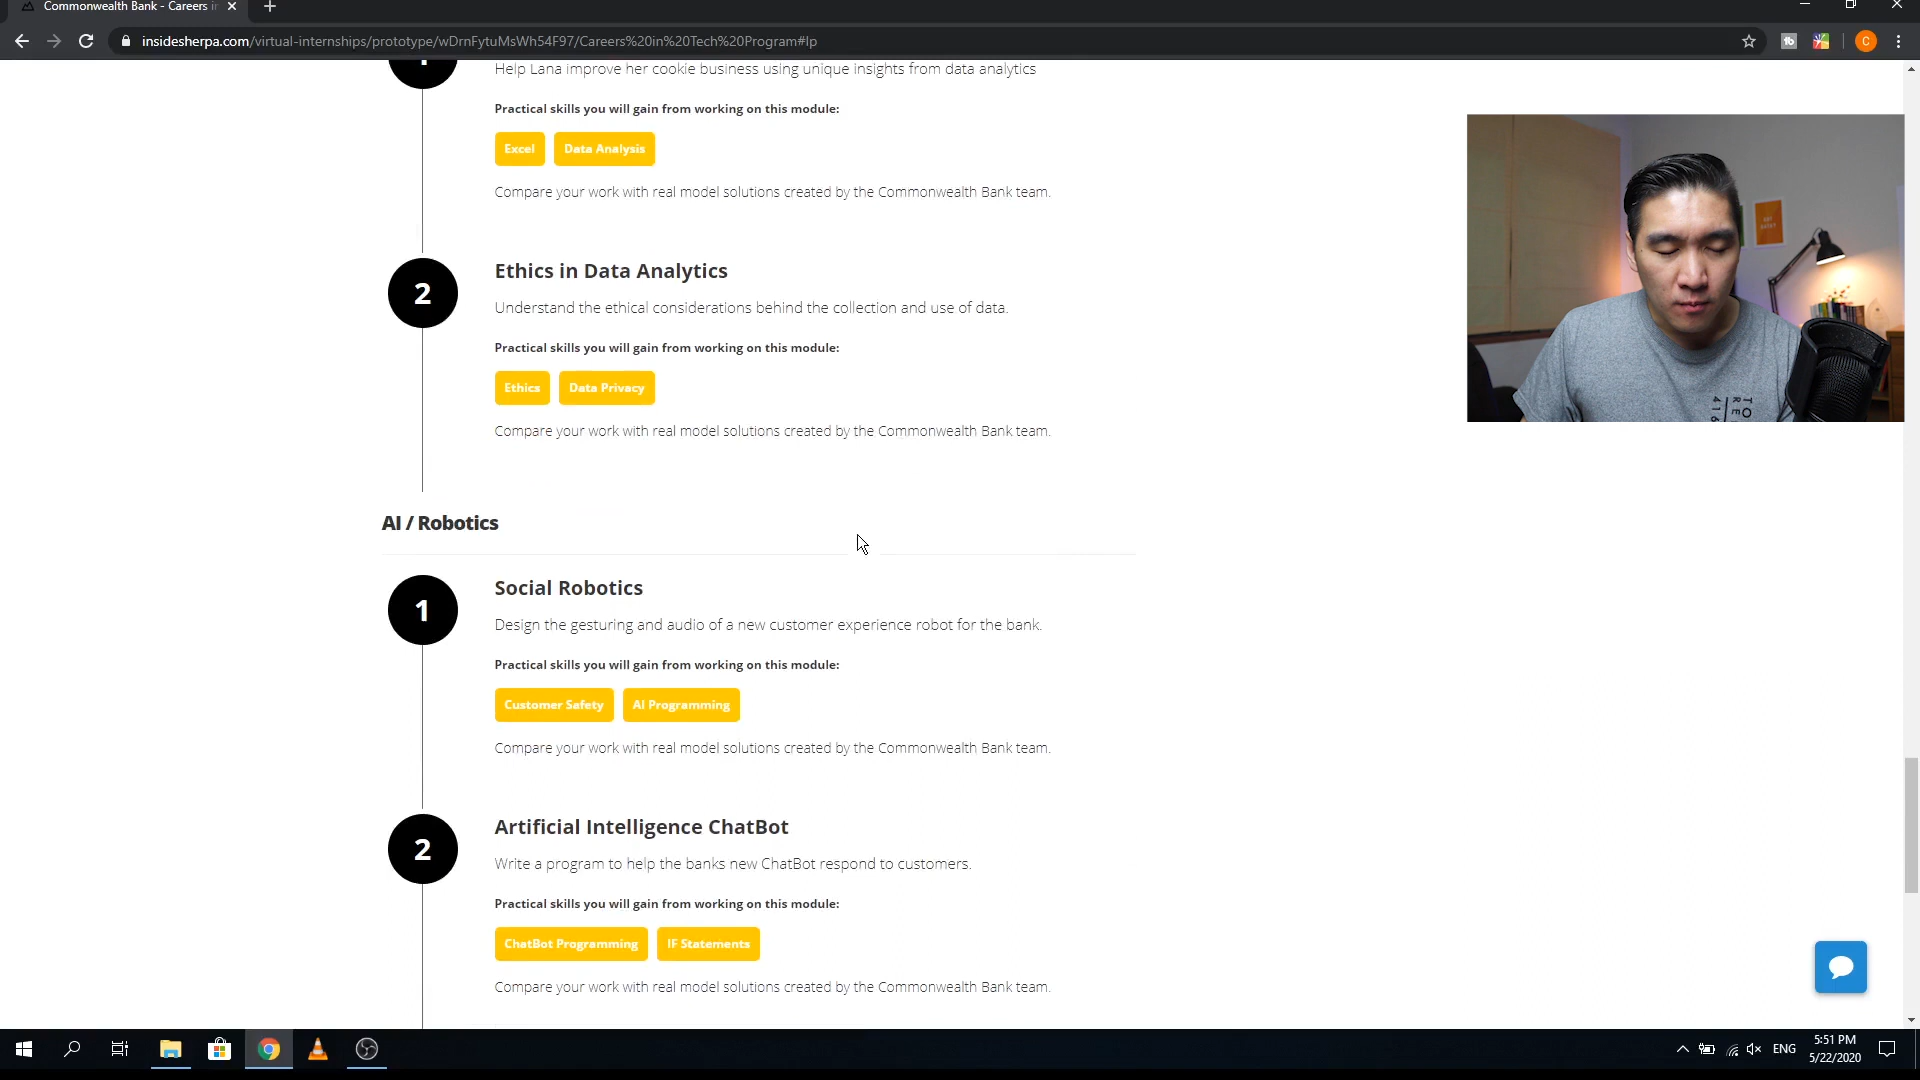 Commonwealth Bank - Careers in
insidesherpa.com/virtual-internships/prototype/wDrnFytuMsWh54F97/Careers%20in%20Tech%20Program#lp
C
Help Lana improve her cookie business using unique insights from data analytics
Practical skills you will gain from working on this module:
Excel Data Analysis
Compare your work with real model solutions created by the Commonwealth Bank team.
2 Ethics in Data Analytics
Understand the ethical considerations behind the collection and use of data.
Practical skills you will gain from working on this module:
Ethics Data Privacy
Compare your work with real model solutions created by the Commonwealth Bank team.
AI / Robotics
1 Social Robotics
Design the gesturing and audio of a new customer experience robot for the bank.
Practical skills you will gain from working on this module:
Customer Safety AI Programming
Compare your work with real model solutions created by the Commonwealth Bank team.
2 Artificial Intelligence ChatBot
Write a program to help the banks new ChatBot respond to customers.
Practical skills you will gain from working on this module:
ChatBot Programming IF Statements
Compare your work with real model solutions created by the Commonwealth Bank team.
ENG
5:51 PM
5/22/2020